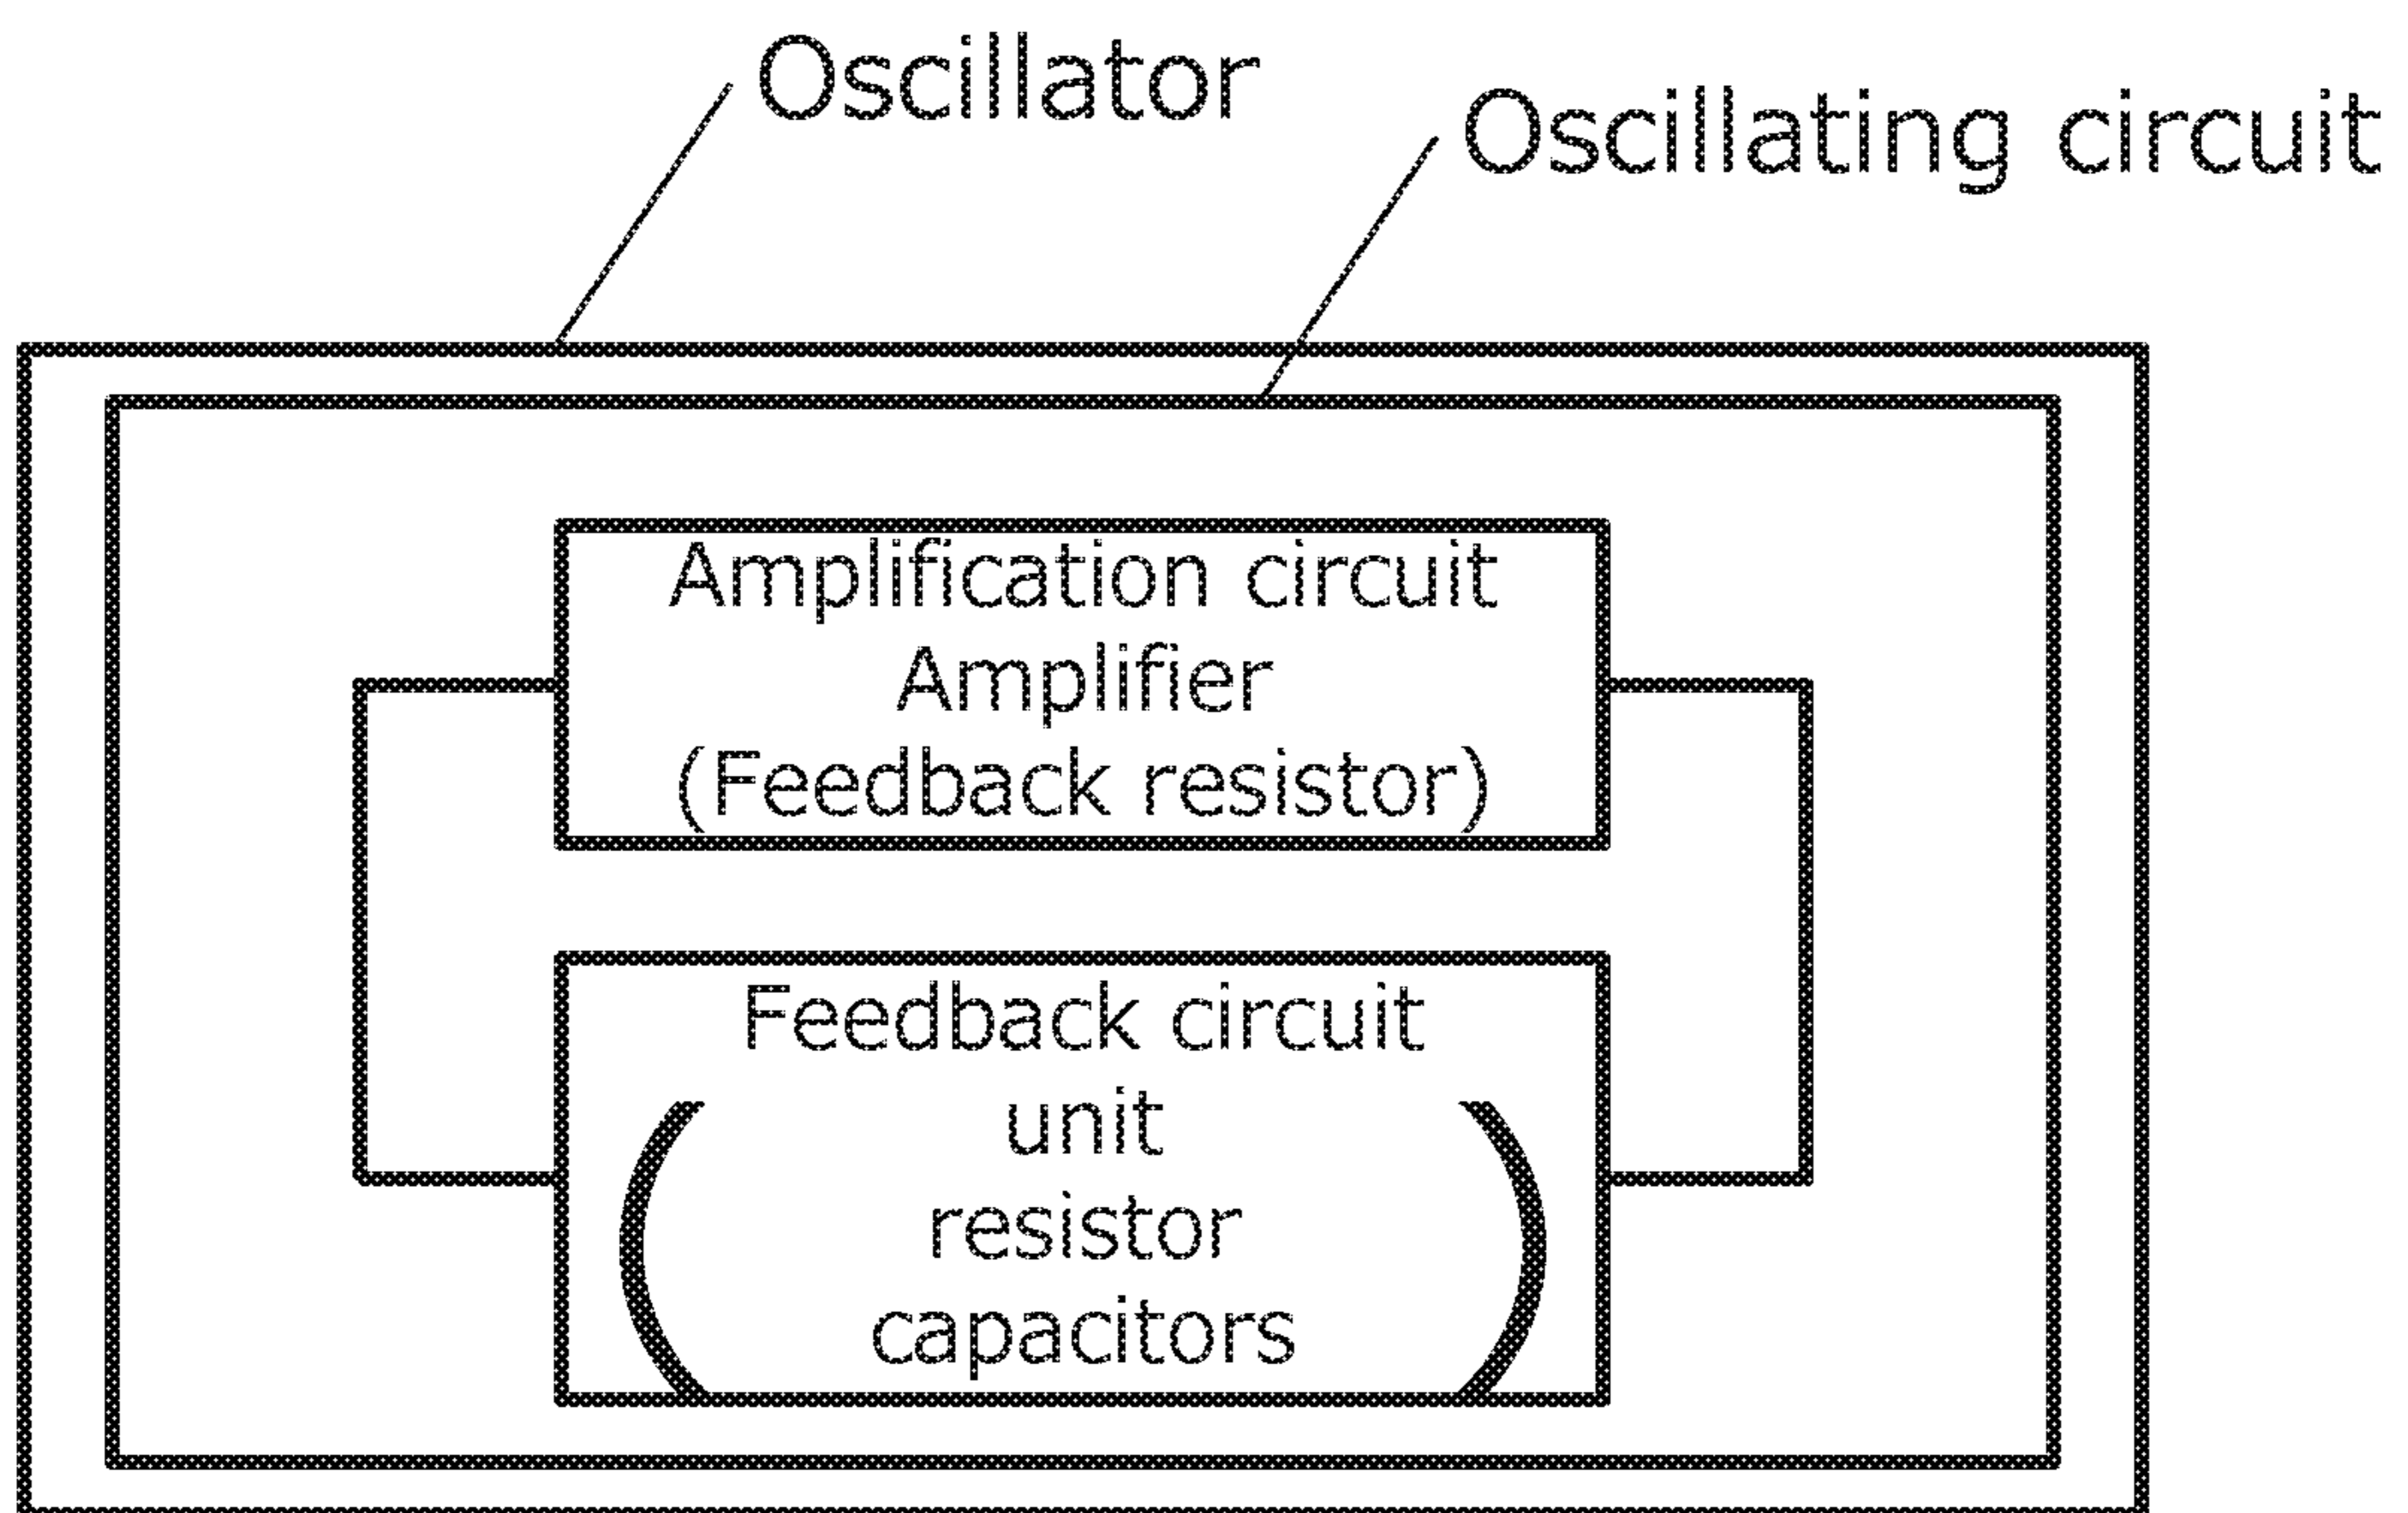 Oscillator
Oscillating circuit
Amplification circuit
Amplifier
(Feedback resistor)
Feedback circuit
(unit
resistor
capacitors)